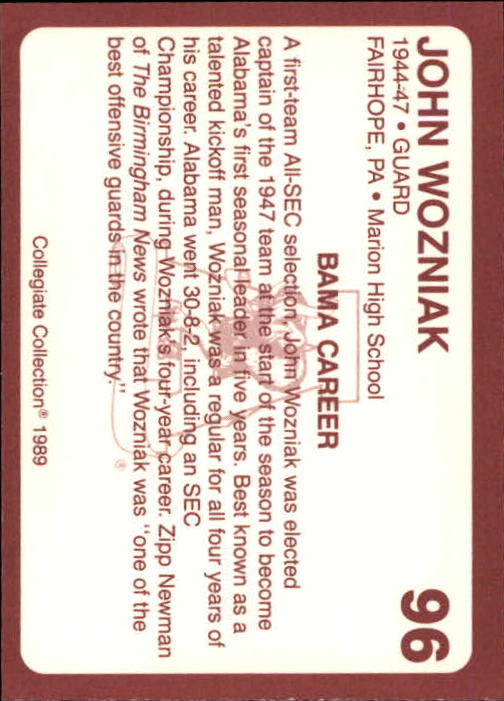 JOHN WOZNIAK 96
1944-47 • GUARD
FAIRHOPE, PA • Marion High School
BAMA CAREER
A first-team All-SEC selection, John Wozniak was elected
captain of the 1947 team at the start of the season to become
Alabama's first seasonal leader in five years. Best known as a
talented kickoff man, Wozniak was a regular for all four years of
his career. Alabama went 30-8-2, including an SEC
Championship, during Wozniak's four-year career. Zipp Newman
of The Birmingham News wrote that Wozniak was "one of the
best offensive guards in the country."
®
Collegiate Collection® 1989